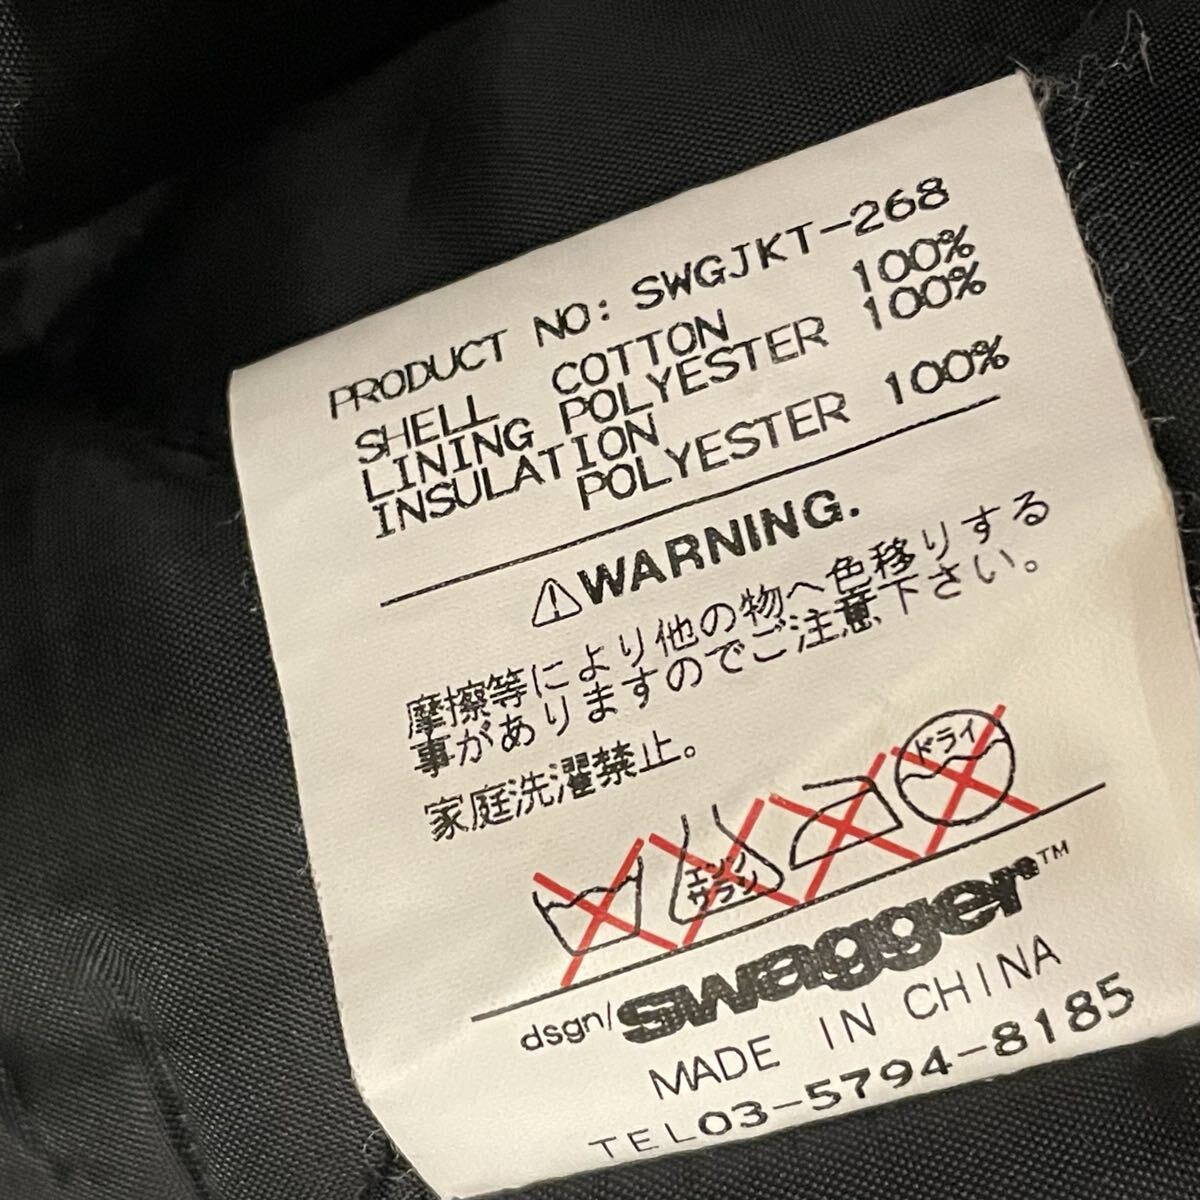 PRODUCT NO: SWGJKT-268
SHELL COTTON 100%
LINING POLYESTER 100%
INSULATION
POLYESTER 100%
⚠WARNING.
摩擦等により他の物へ色移りする
事がありますのでご注意下さい。
家庭洗濯禁止。
エンソ
サラシ
ドライ
dsgn/swagger™
MADE IN CHINA
TEL03-5794-8185